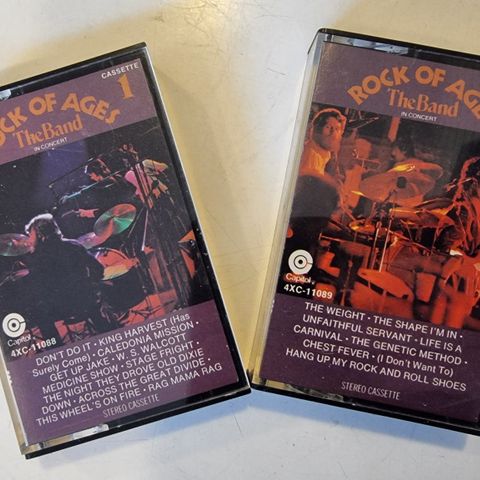 CASSETTE
1
ROCK OF AGES
The Band
IN CONCERT
Capitol
4XC-11088
DON'T DO IT • KING HARVEST (Has
Surely Come) • CALEDONIA MISSION •
GET UP JAKE • W. S. WALCOTT
MEDICINE SHOW • STAGE FRIGHT •
THE NIGHT THEY DROVE OLD DIXIE
DOWN • ACROSS THE GREAT DIVIDE •
THIS WHEEL'S ON FIRE • RAG MAMA RAG
STEREO CASSETTE
ROCK OF AGES
The Band
IN CONCERT
Capitol
4XC-11089
THE WEIGHT • THE SHAPE I'M IN •
UNFAITHFUL SERVANT • LIFE IS A
CARNIVAL • THE GENETIC METHOD •
CHEST FEVER • (I Don't Want To)
HANG UP MY ROCK AND ROLL SHOES
STEREO CASSETTE